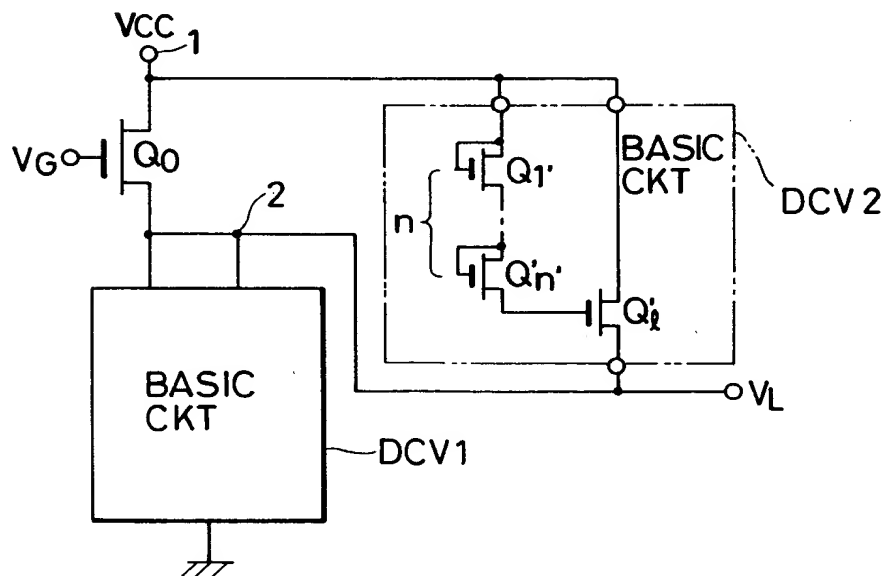 VCC 1
VG
Q0
2
n
Q1'
Q'n'
BASIC
CKT
Q'ℓ
DCV2
BASIC
CKT
DCV1
VL